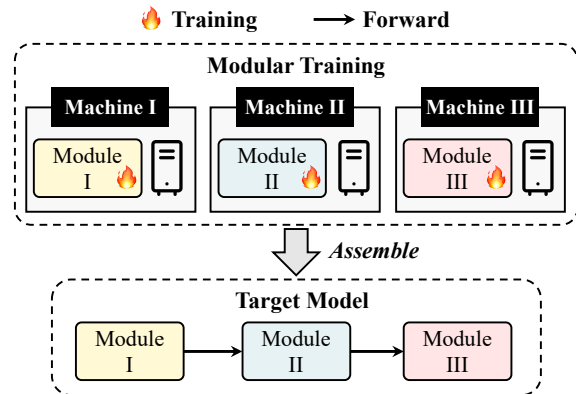 Training Forward
Modular Training
Machine I Machine II Machine III
Module Module Module
I II III
Assemble
Target Model
Module Module Module
I II III